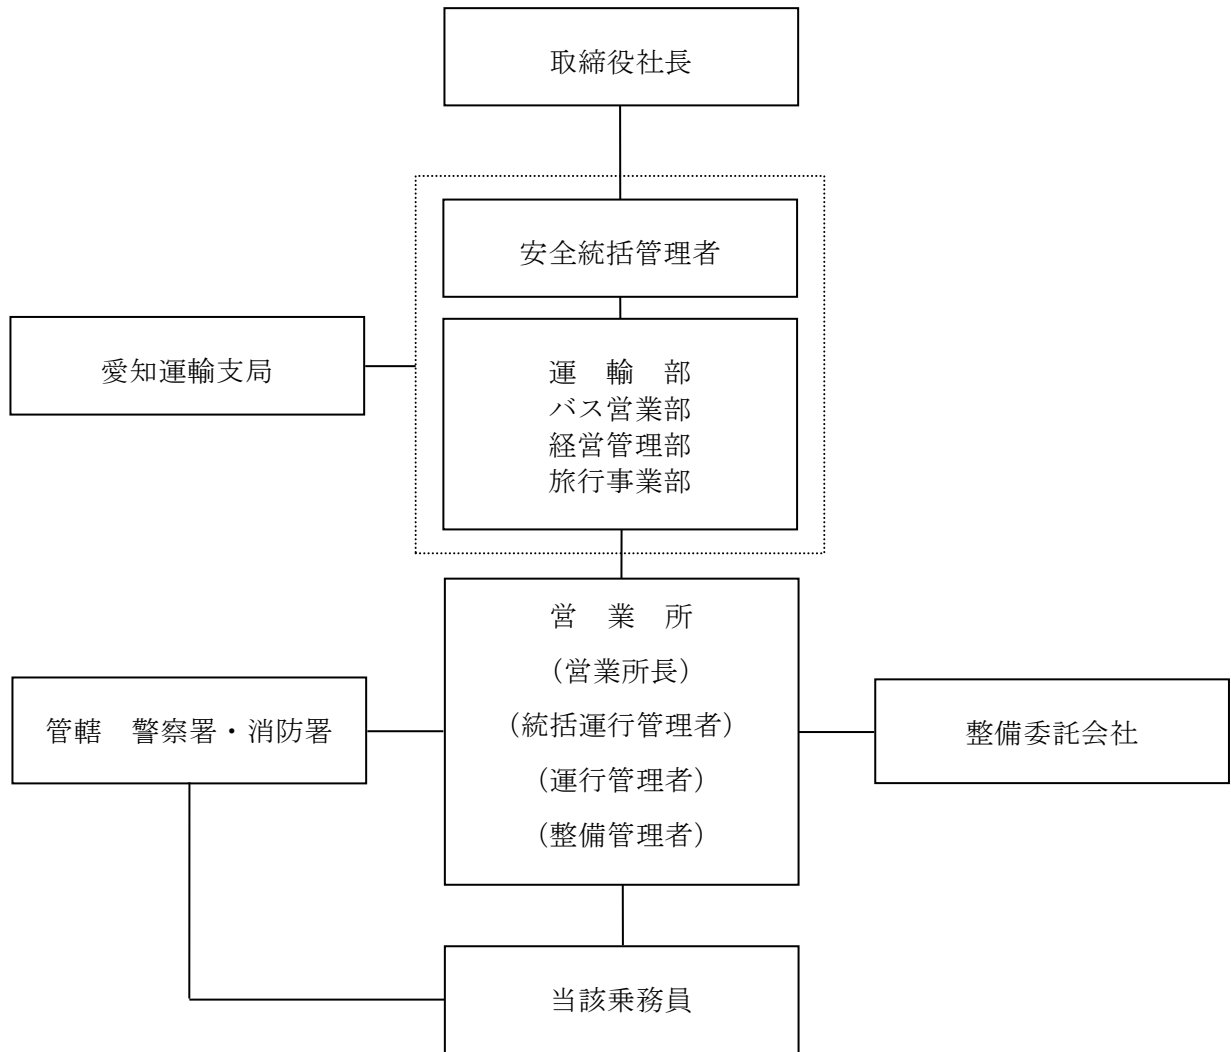 取締役社長
安全統括管理者
愛知運輸支局
運　輸　部
バス営業部
経営管理部
旅行事業部
営　業　所
（営業所長）
（統括運行管理者）
（運行管理者）
（整備管理者）
管轄　警察署・消防署
整備委託会社
当該乗務員